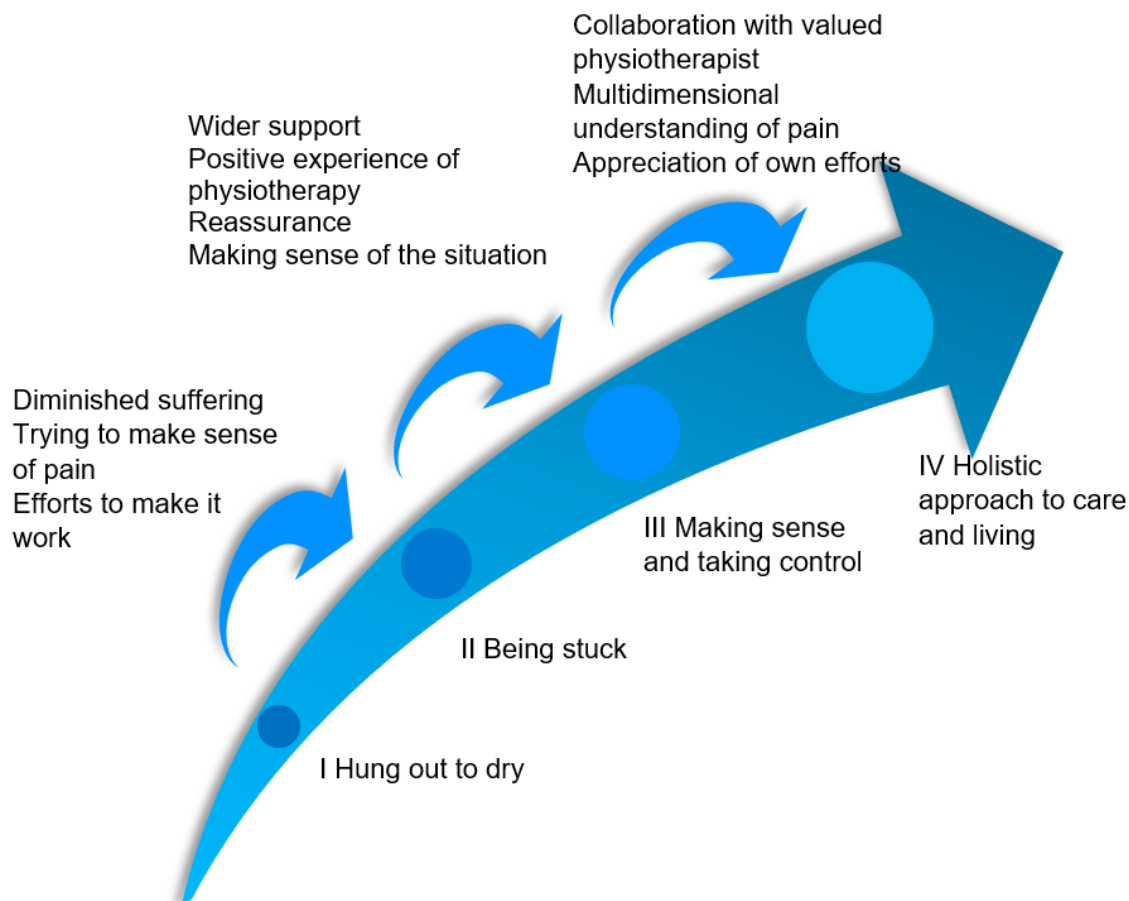 Collaboration with valued
physiotherapist
Multidimensional
understanding of pain
Appreciation of own efforts
Wider support
Positive experience of
physiotherapy
Reassurance
Making sense of the situation
Diminished suffering
Trying to make sense
of pain
Efforts to make it
work
IV Holistic
approach to care
and living
III Making sense
and taking control
II Being stuck
I Hung out to dry